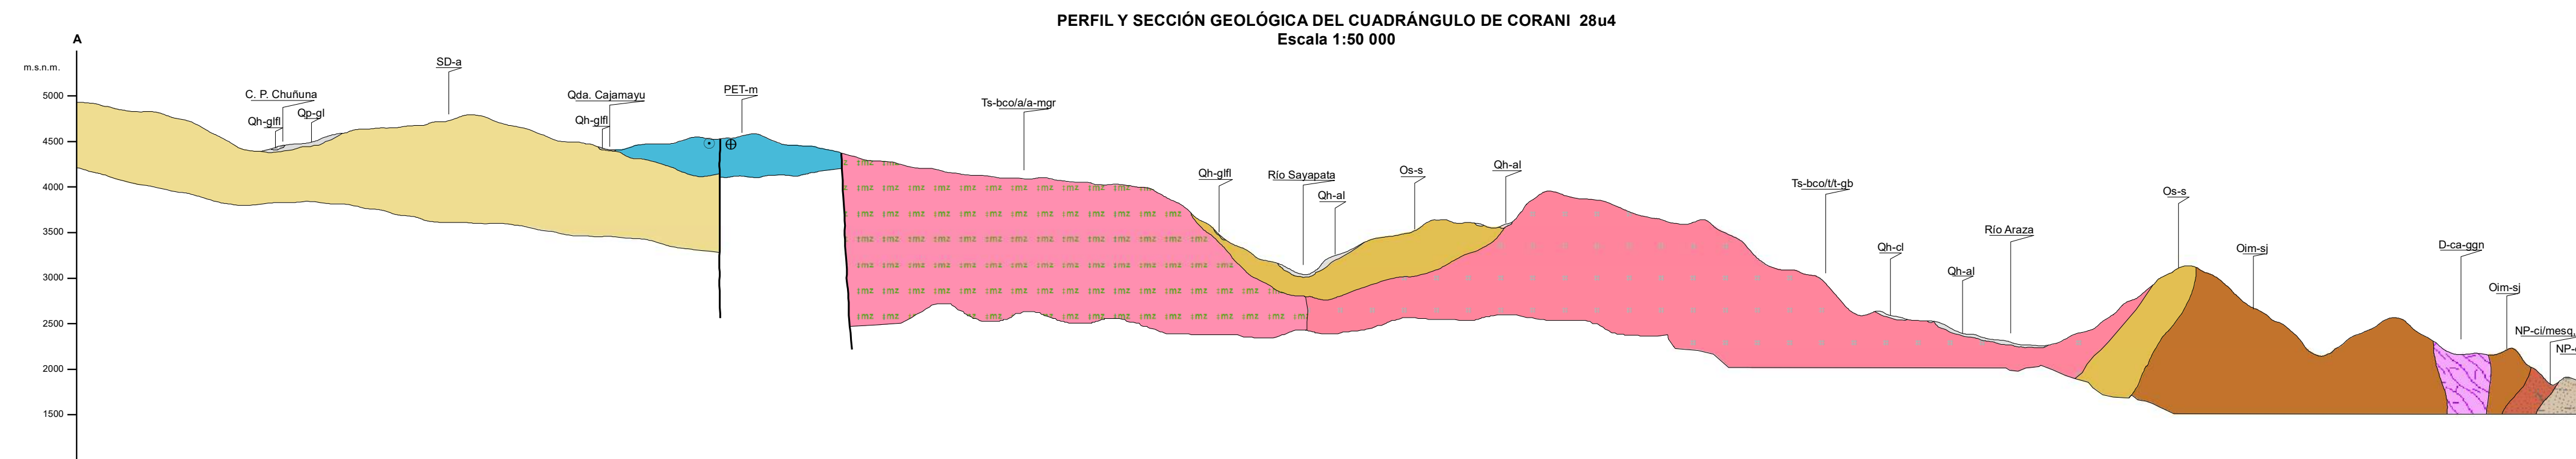 PERFIL Y SECCIÓN GEOLÓGICA DEL CUADRÁNGULO DE CORANI 28u4
Escala 1:50 000
A
m.s.n.m.
5000
4500
4000
3500
3000
2500
2000
1500
C. P. Chuñuna
Qh-glfl
Qp-gl
SD-a
Qda. Cajamayu
Qh-glfl
PET-m
Ts-bco/a/a-mgr
Qh-glfl
Río Sayapata
Qh-al
Os-s
Qh-al
Ts-bco/t/t-gb
Qh-cl
Qh-al
Río Araza
Os-s
Oim-sj
D-ca-ggn
Oim-sj
NP-ci/mesq,